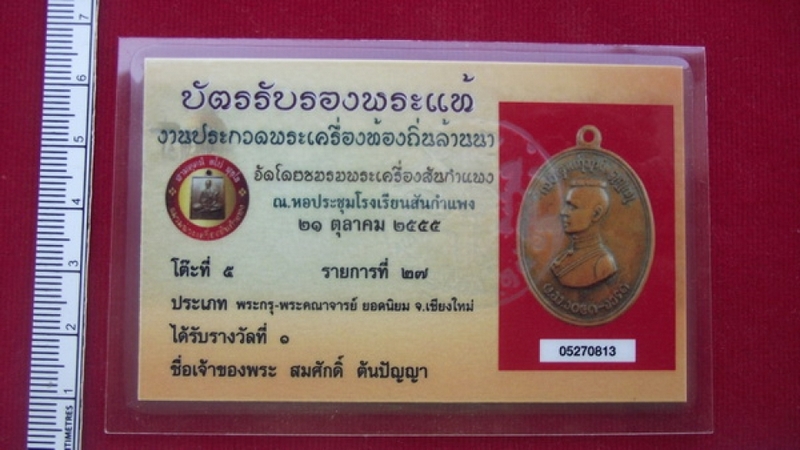 บัตรรับรองพระแท้
งานประกวดพระเครื่องท้องถิ่นล้านนา
จัดโดยชมรมพระเครื่องสันกำแพง
ณ.หอประชุมโรงเรียนสันกำแพง
๒๑ ตุลาคม ๒๕๕๕
โต๊ะที่ ๕ รายการที่ ๒๗
ประเภท พระกรุ-พระคณาจารย์ ยอดนิยม จ.เชียงใหม่
ได้รับรางวัลที่ ๑
ชื่อเจ้าของพระ สมศักดิ์ ตันปัญญา
05270813
7
6
5
4
3
2
1